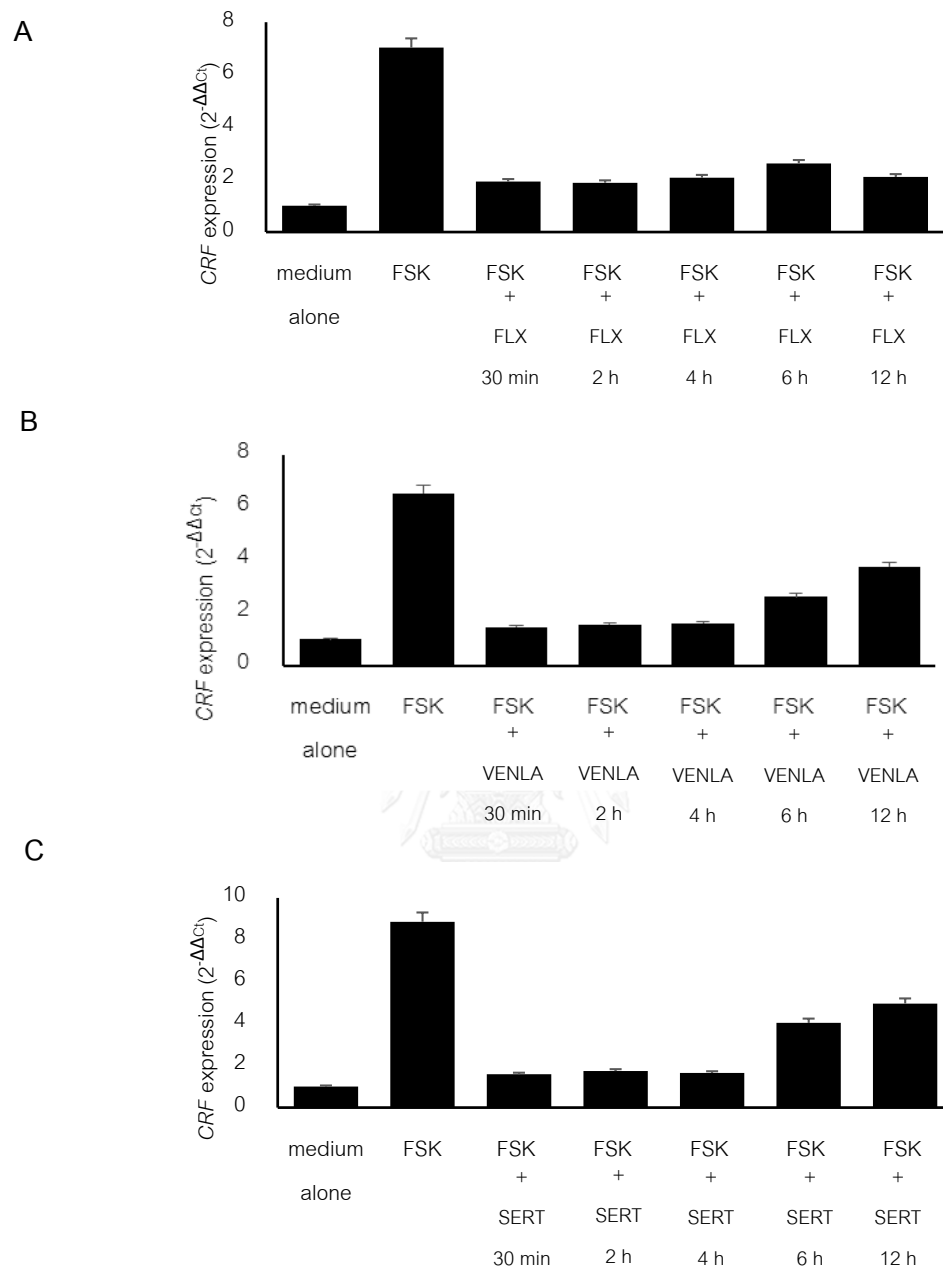 A
8
6
4
2
0
CRF expression (2-ΔΔCt)
medium alone
FSK
FSK + FLX 30 min
FSK + FLX 2 h
FSK + FLX 4 h
FSK + FLX 6 h
FSK + FLX 12 h
B
8
6
4
2
0
CRF expression (2-ΔΔCt)
medium alone
FSK
FSK + VENLA 30 min
FSK + VENLA 2 h
FSK + VENLA 4 h
FSK + VENLA 6 h
FSK + VENLA 12 h
C
10
8
6
4
2
0
CRF expression (2-ΔΔCt)
medium alone
FSK
FSK + SERT 30 min
FSK + SERT 2 h
FSK + SERT 4 h
FSK + SERT 6 h
FSK + SERT 12 h